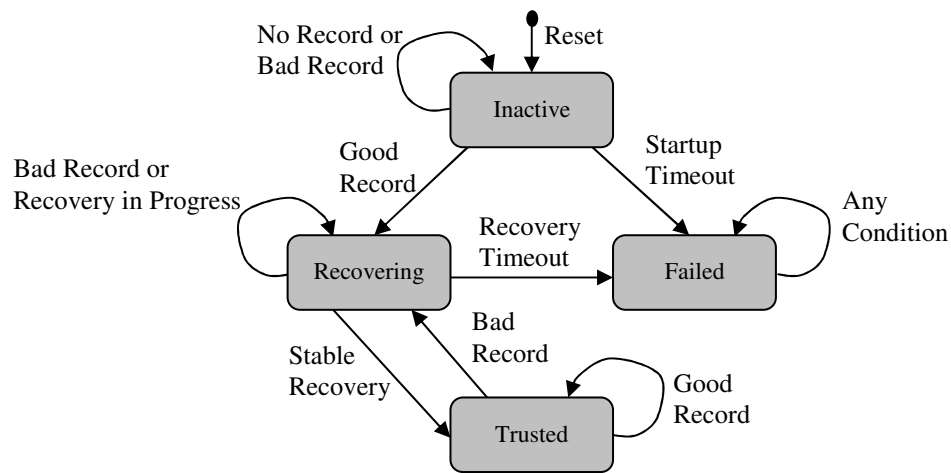 No Record or
Bad Record
Reset
Inactive
Good
Record
Startup
Timeout
Bad Record or
Recovery in Progress
Recovery
Timeout
Any
Condition
Recovering
Failed
Bad
Record
Stable
Recovery
Good
Record
Trusted